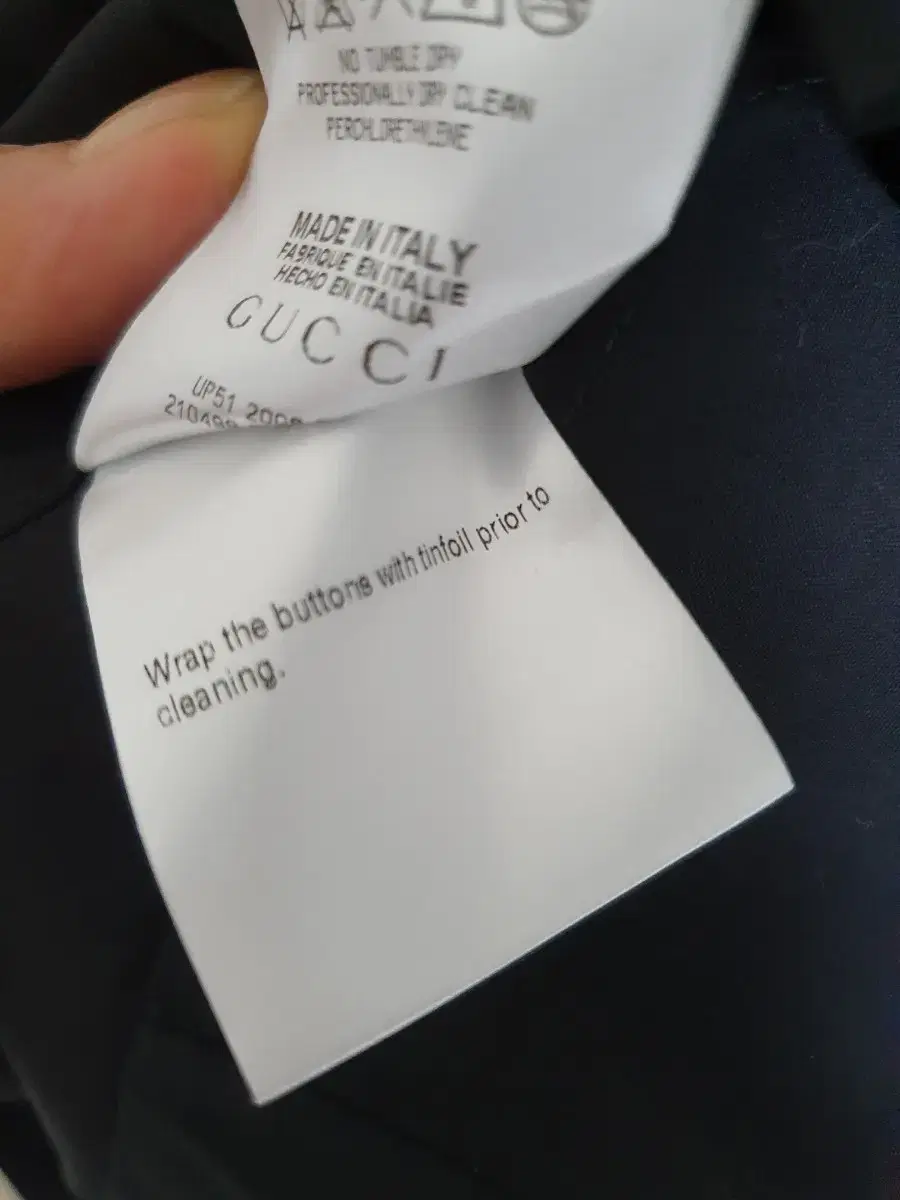 NO TUMBLE DRY
PROFESSIONALLY DRY CLEAN
PERCHLORETHYLENE
MADE IN ITALY
FABRIQUE EN ITALIE
HECHO EN ITALIA
GUCCI
UP51
Wrap the buttons with tinfoil prior to
cleaning.